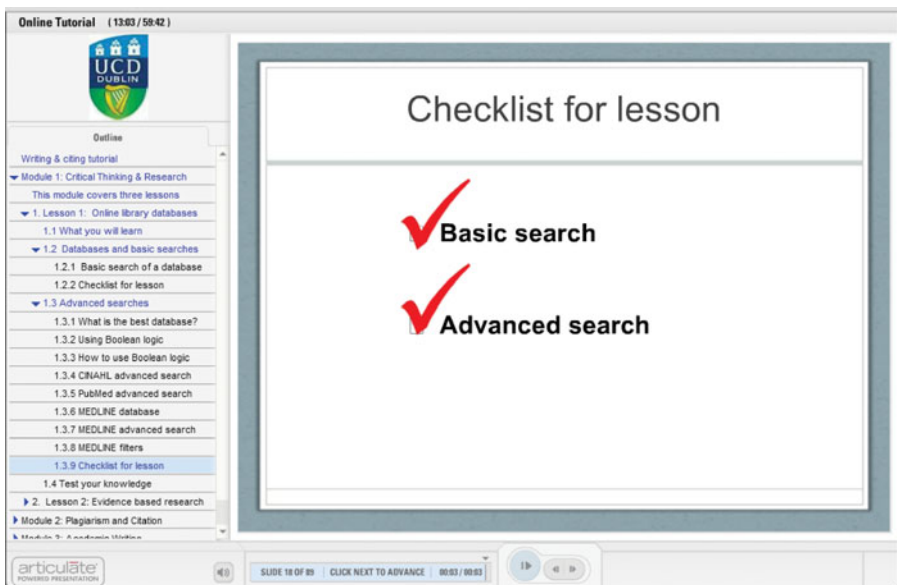 Online Tutorial (13:03 / 59:42)
UCD
DUBLIN
Outline
Writing & citing tutorial
Module 1: Critical Thinking & Research
This module covers three lessons
1. Lesson 1: Online library databases
1.1 What you will learn
1.2 Databases and basic searches
1.2.1 Basic search of a database
1.2.2 Checklist for lesson
1.3 Advanced searches
1.3.1 What is the best database?
1.3.2 Using Boolean logic
1.3.3 How to use Boolean logic
1.3.4 CINAHL advanced search
1.3.5 PubMed advanced search
1.3.6 MEDLINE database
1.3.7 MEDLINE advanced search
1.3.8 MEDLINE filters
1.3.9 Checklist for lesson
1.4 Test your knowledge
2. Lesson 2: Evidence based research
Module 2: Plagiarism and Citation
Module 3: Academic Writing
Checklist for lesson
Basic search
Advanced search
articulate
POWERED PRESENTATION
SLIDE 18 OF 89 CLICK NEXT TO ADVANCE 00:03 / 00:03